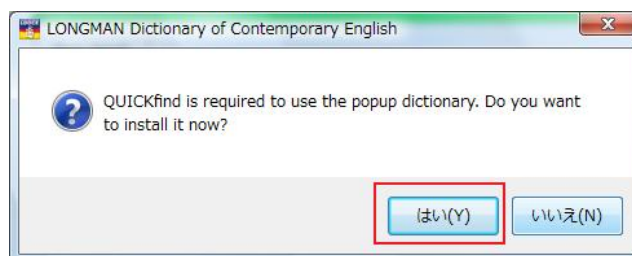 LONGMAN Dictionary of Contemporary English
QUICKfind is required to use the popup dictionary. Do you want
to install it now?
はい(Y)
いいえ(N)